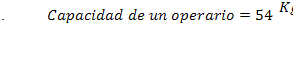 . Capacidad de un operario = 54